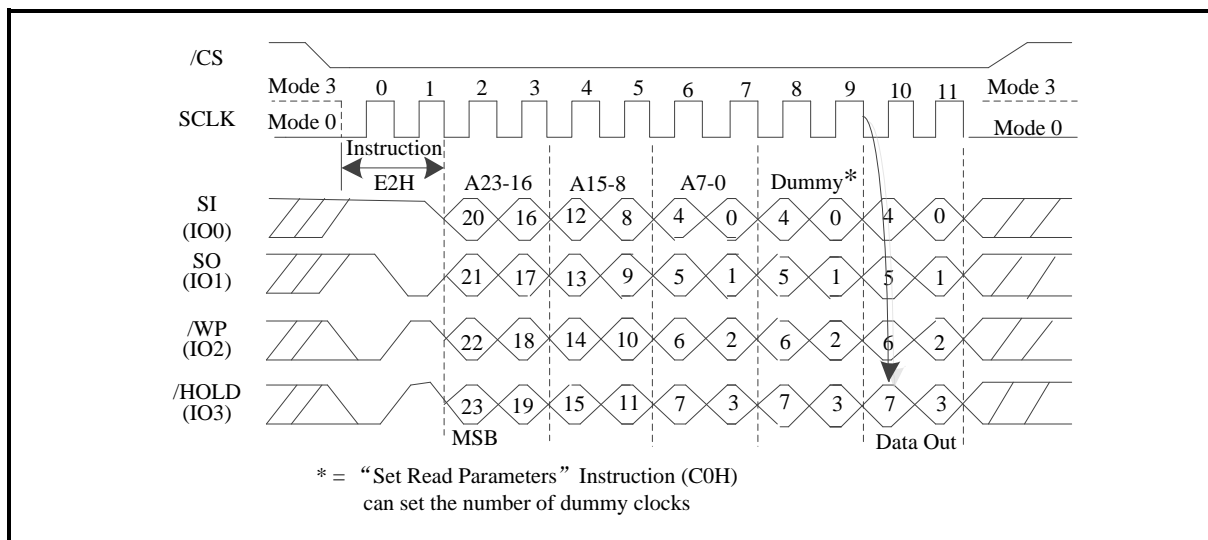 /CS
Mode 3 0 1 2 3 4 5 6 7 8 9 10 11 Mode 3
SCLK Mode 0 Mode 0
Instruction
E2H A23-16 A15-8 A7-0 Dummy*
SI
(IO0) 20 16 12 8 4 0 4 0 4 0
SO
(IO1) 21 17 13 9 5 1 5 1 5 1
/WP
(IO2) 22 18 14 10 6 2 6 2 6 2
/HOLD
(IO3) 23 19 15 11 7 3 7 3 7 3
MSB Data Out
* = “Set Read Parameters” Instruction (C0H)
can set the number of dummy clocks